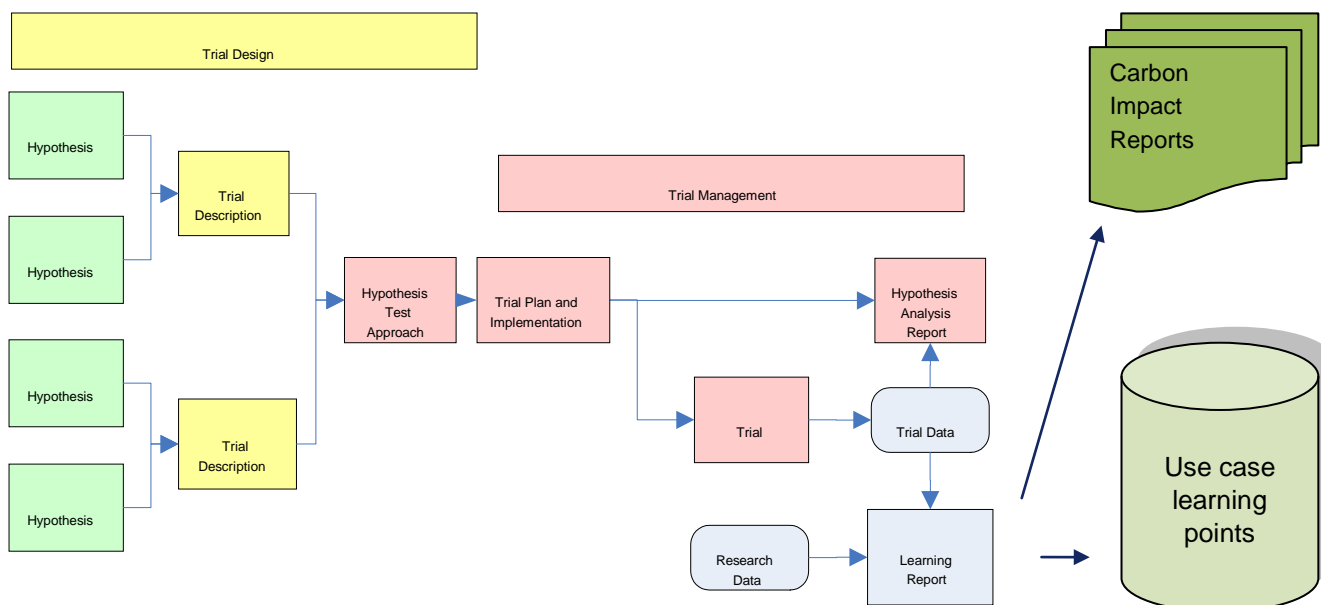 Trial Design
Carbon
Impact
Reports
Hypothesis
Trial
Description
Trial Management
Hypothesis
Hypothesis
Test
Approach
Trial Plan and
Implementation
Hypothesis
Analysis
Report
Hypothesis
Trial
Description
Trial
Trial Data
Use case
learning
points
Hypothesis
Research
Data
Learning
Report